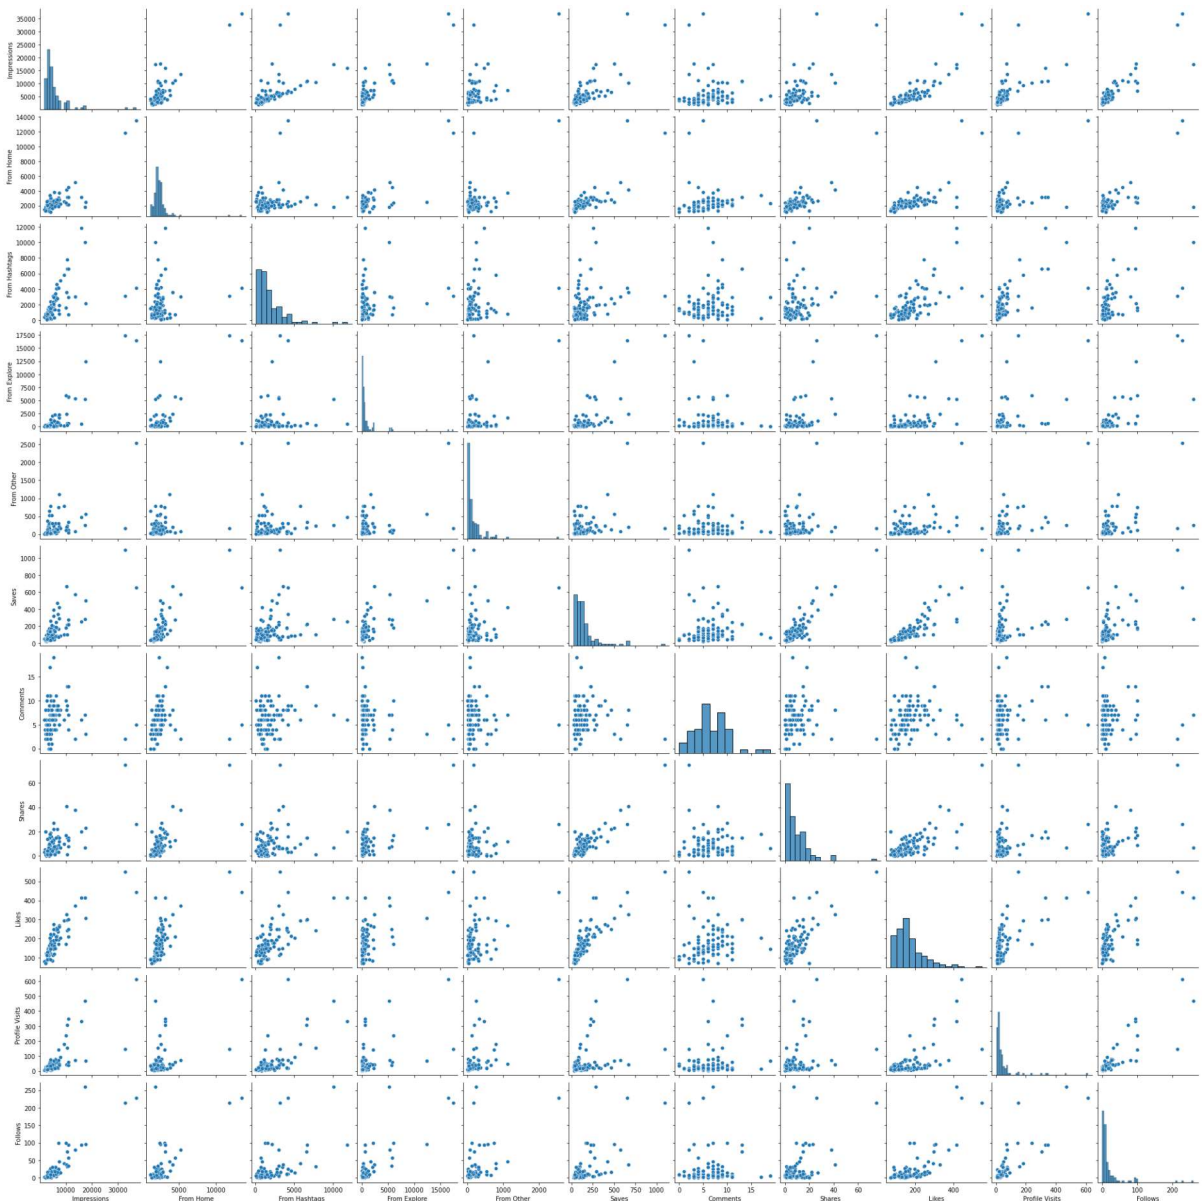 Impressions
35000
30000
25000
20000
15000
10000
5000
0
From Home
14000
12000
10000
8000
6000
4000
2000
From Hashtags
12000
10000
8000
6000
4000
2000
0
From Explore
17500
15000
12500
10000
7500
5000
2500
0
From Other
2500
2000
1500
1000
500
0
Saves
1000
800
600
400
200
0
Comments
15
10
5
0
Shares
60
40
20
0
Likes
500
400
300
200
100
Profile Visits
600
500
400
300
200
100
0
Follows
250
200
150
100
50
0
10000 20000 30000
Impressions
5000 10000
From Home
0 5000 10000
From Hashtags
0 5000 10000 15000
From Explore
0 1000 2000
From Other
0 250 500 750 1000
Saves
0 5 10 15
Comments
0 20 40 60
Shares
200 400
Likes
0 200 400 600
Profile Visits
0 100 200
Follows